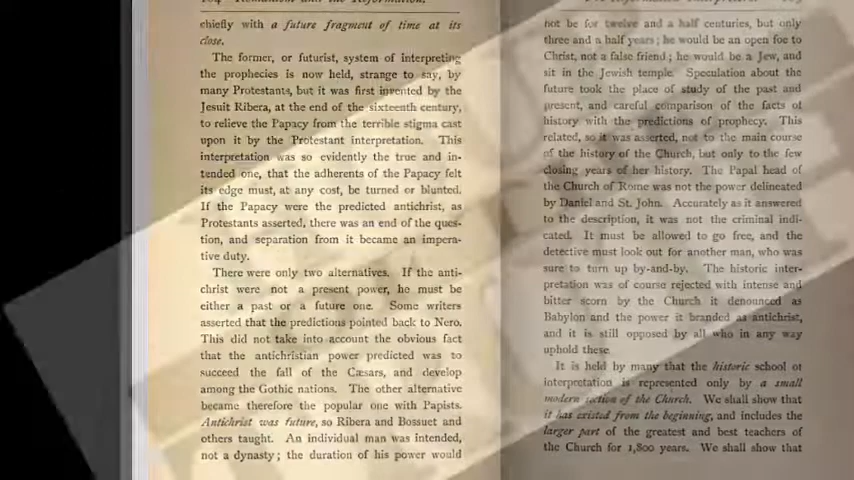 chiefly with a future fragment of time at its
close.
The former, or futurist, system of interpreting
the prophecies is now held, strange to say, by
many Protestants, but it was first invented by the
Jesuit Ribera, at the end of the sixteenth century,
to relieve the Papacy from the terrible stigma cast
upon it by the Protestant interpretation. This
interpretation was so evidently the true and in-
tended one, that the adherents of the Papacy felt
its edge must, at any cost, be turned or blunted.
If the Papacy were the predicted antichrist, as
Protestants asserted, there was an end of the ques-
tion, and separation from it became an impera-
tive duty.
There were only two alternatives. If the anti-
christ were not a present power, he must be
either a past or a future one. Some writers
asserted that the predictions pointed back to Nero.
This did not take into account the obvious fact
that the antichristian power predicted was to
succeed the fall of the Cæsars, and develop
among the Gothic nations. The other alternative
became therefore the popular one with Papists.
Antichrist was future, so Ribera and Bossuet and
others taught. An individual man was intended,
not a dynasty; the duration of his power would
not be for twelve and a half centuries, but only
three and a half years; he would be an open foe to
Christ, not a false friend; he would be a Jew, and
sit in the Jewish temple. Speculation about the
future took the place of study of the past and
present, and careful comparison of the facts of
history with the predictions of prophecy. This
related, so it was asserted, not to the main course
of the history of the Church, but only to the few
closing years of her history. The Papal head of
the Church of Rome was not the power delineated
by Daniel and St. John. Accurately as it answered
to the description, it was not the criminal indi-
cated. It must be allowed to go free, and the
detective must look out for another man, who was
sure to turn up by-and-by. The historic inter-
pretation was of course rejected with intense and
bitter scorn by the Church it denounced as
Babylon and the power it branded as antichrist,
and it is still opposed by all who in any way
uphold these
It is held by many that the historic school of
interpretation is represented only by a small
modern section of the Church. We shall show that
it has existed from the beginning, and includes the
larger part of the greatest and best teachers of
the Church for 1,800 years. We shall show that